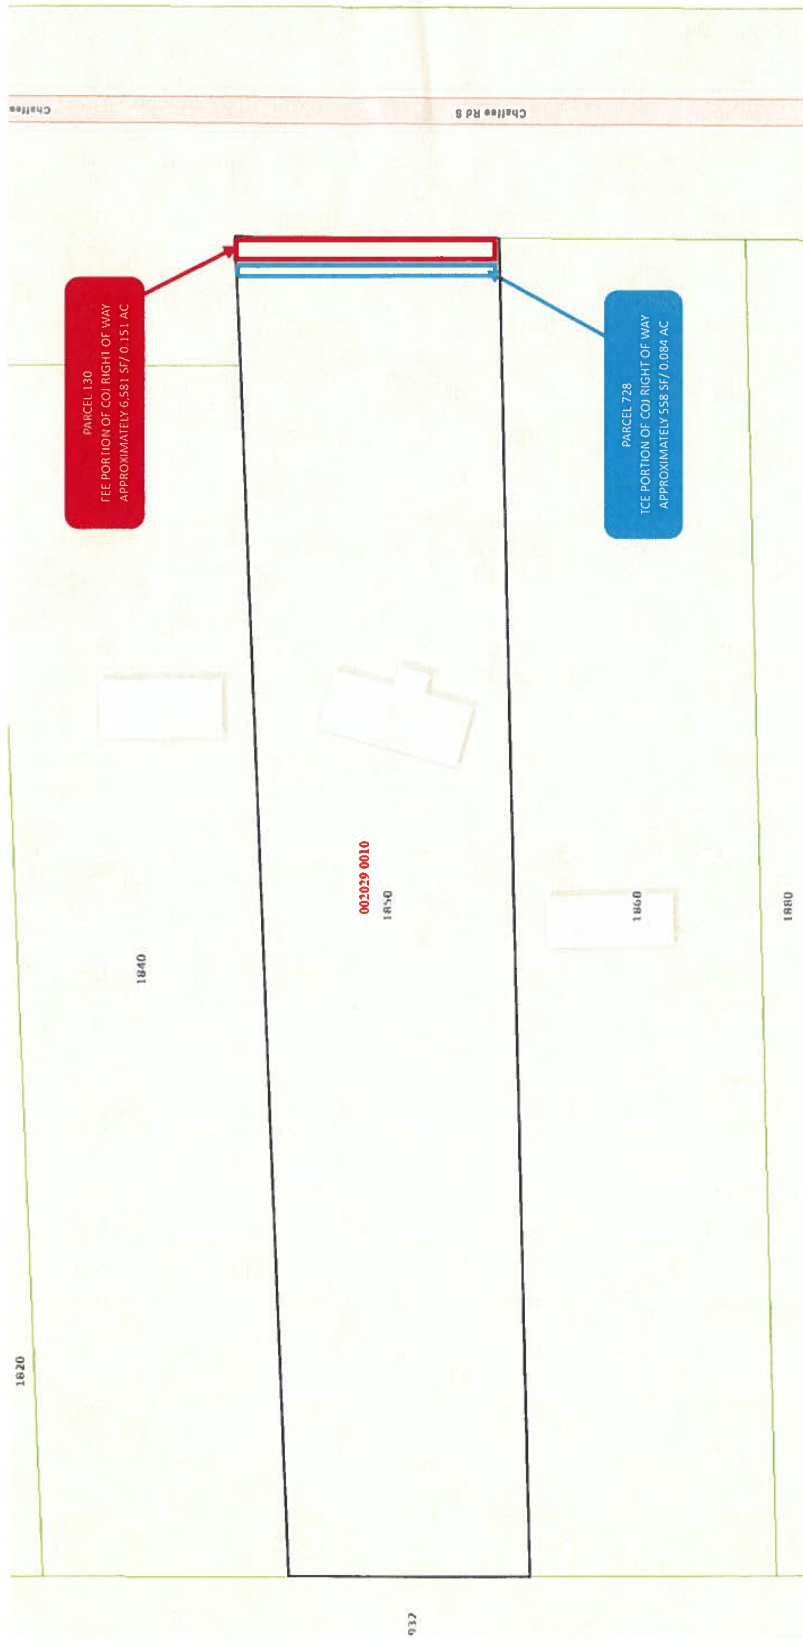 Chaffee
Chaffee Rd S
PARCEL 130
FEE PORTION OF COJ RIGHT OF WAY
APPROXIMATELY 6,581 SF/ 0.151 AC
PARCEL 728
TCE PORTION OF COJ RIGHT OF WAY
APPROXIMATELY 558 SF/ 0.084 AC
002029 0010
1850
1840
1860
1880
1820
932